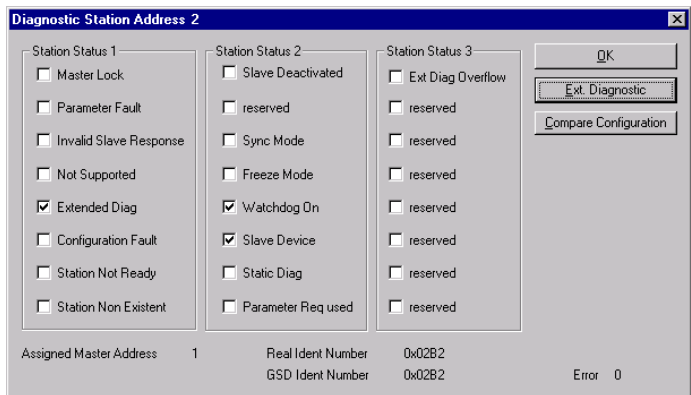 Diagnostic Station Address 2
Station Status 1
Master Lock
Parameter Fault
Invalid Slave Response
Not Supported
Extended Diag
Configuration Fault
Station Not Ready
Station Non Existent
Station Status 2
Slave Deactivated
reserved
Sync Mode
Freeze Mode
Watchdog On
Slave Device
Static Diag
Parameter Req used
Station Status 3
Ext Diag Overflow
reserved
reserved
reserved
reserved
reserved
reserved
reserved
OK
Ext. Diagnostic
Compare Configuration
Assigned Master Address 1
Real Ident Number 0x02B2
GSD Ident Number 0x02B2
Error 0